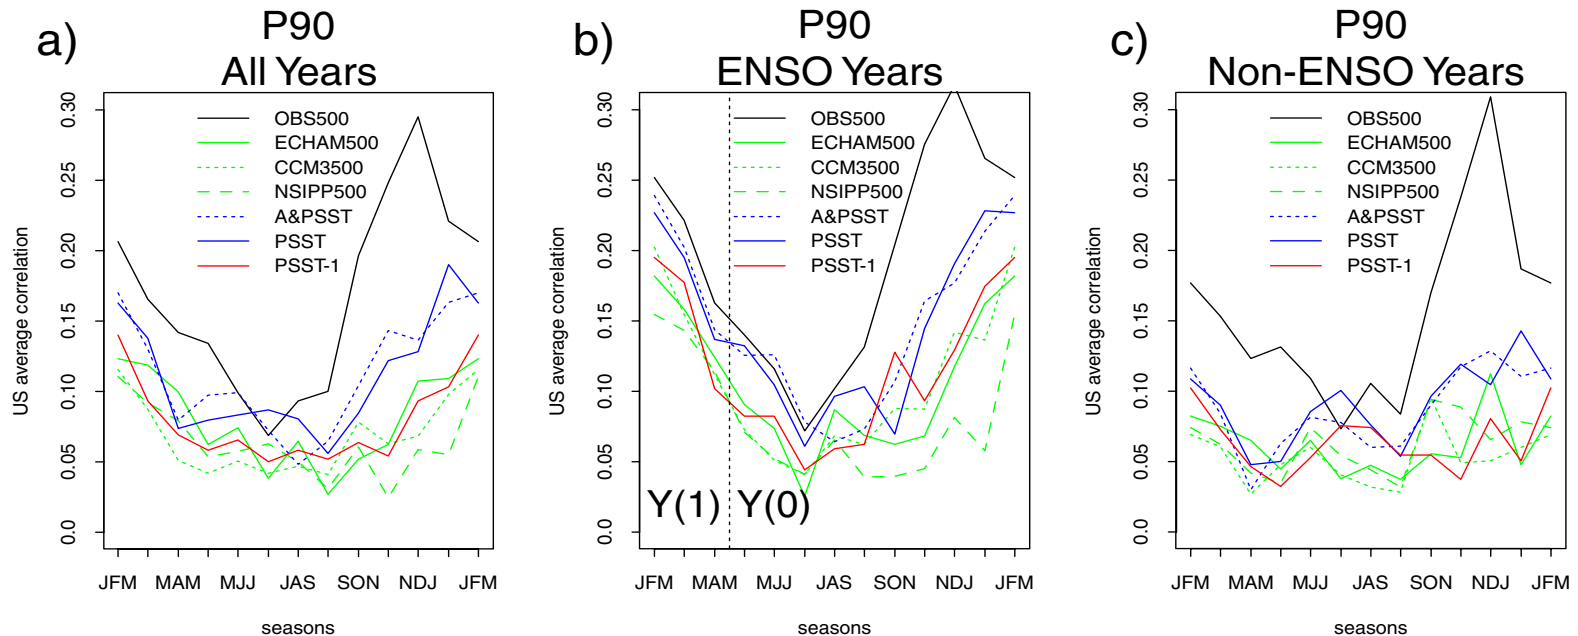 a)
P90
All Years
US average correlation
0.30
0.25
0.20
0.15
0.10
0.05
0.0
OBS500
ECHAM500
CCM3500
NSIPP500
A&PSST
PSST
PSST-1
JFM MAM MJJ JAS SON NDJ JFM
seasons
b)
P90
ENSO Years
US average correlation
0.30
0.25
0.20
0.15
0.10
0.05
0.0
OBS500
ECHAM500
CCM3500
NSIPP500
A&PSST
PSST
PSST-1
Y(1) Y(0)
JFM MAM MJJ JAS SON NDJ JFM
seasons
c)
P90
Non-ENSO Years
US average correlation
0.30
0.25
0.20
0.15
0.10
0.05
0.0
OBS500
ECHAM500
CCM3500
NSIPP500
A&PSST
PSST
PSST-1
JFM MAM MJJ JAS SON NDJ JFM
seasons